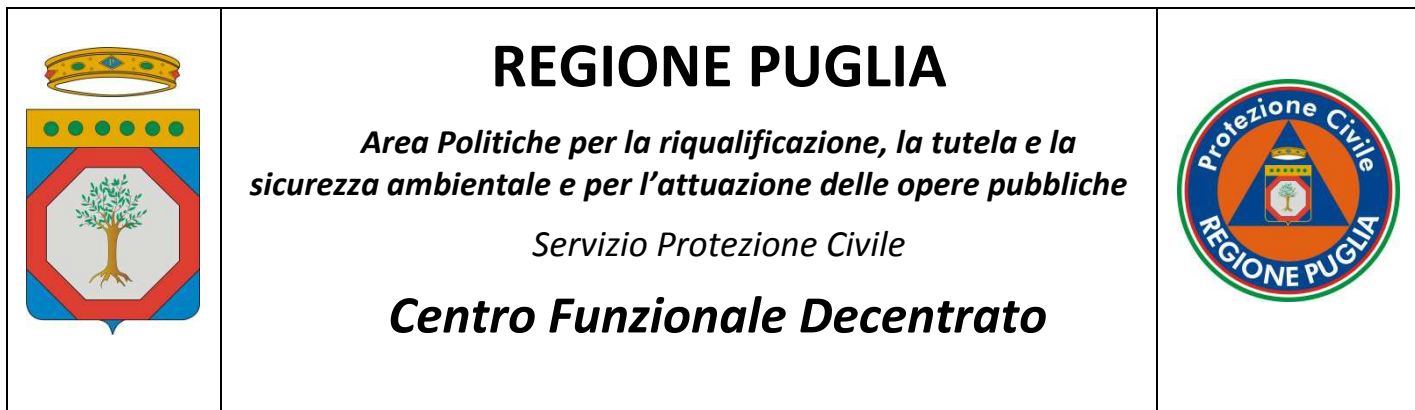 REGIONE PUGLIA
Area Politiche per la riqualificazione, la tutela e la
sicurezza ambientale e per l’attuazione delle opere pubbliche
Servizio Protezione Civile
Centro Funzionale Decentrato
Protezione Civile
REGIONE PUGLIA